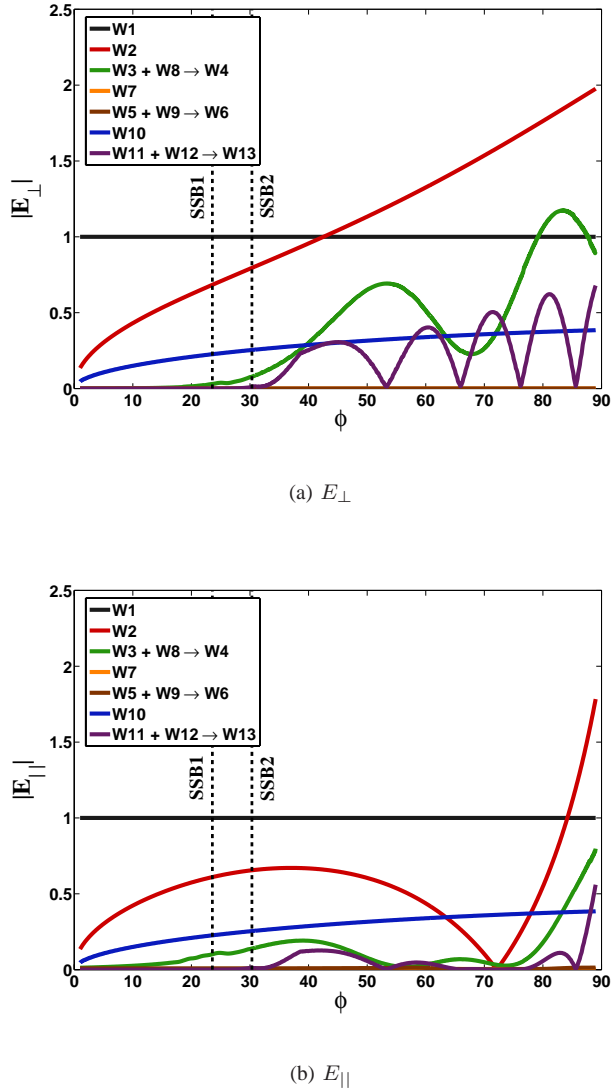 2.5
2
1.5
1
0.5
0
|E⊥|
W1
W2
W3 + W8 → W4
W7
W5 + W9 → W6
W10
W11 + W12 → W13
SSB1
SSB2
0 10 20 30 40 50 60 70 80 90
ϕ
(a) E⊥
2.5
2
1.5
1
0.5
0
|E||||
W1
W2
W3 + W8 → W4
W7
W5 + W9 → W6
W10
W11 + W12 → W13
SSB1
SSB2
0 10 20 30 40 50 60 70 80 90
ϕ
(b) E||